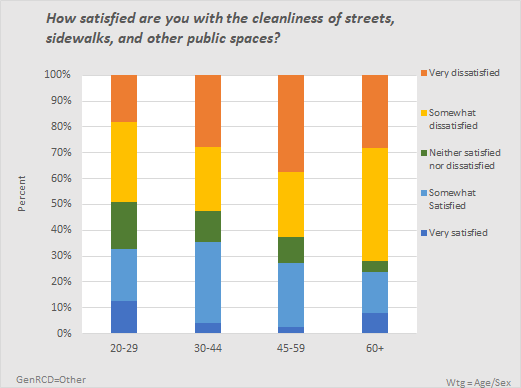 How satisfied are you with the cleanliness of streets,
sidewalks, and other public spaces?
100%
90%
80%
70%
60%
50%
40%
30%
20%
10%
0%
Percent
20-29
30-44
45-59
60+
Very dissatisfied
Somewhat
dissatisfied
Neither satisfied
nor dissatisfied
Somewhat
Satisfied
Very satisfied
GenRCD=Other
Wtg = Age/Sex